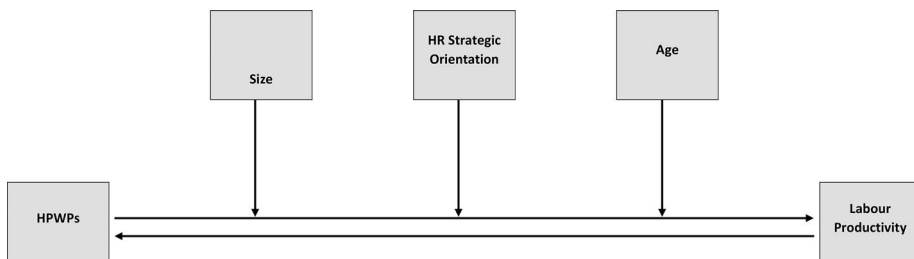 Size
HR Strategic
Orientation
Age
HPWPs
Labour
Productivity